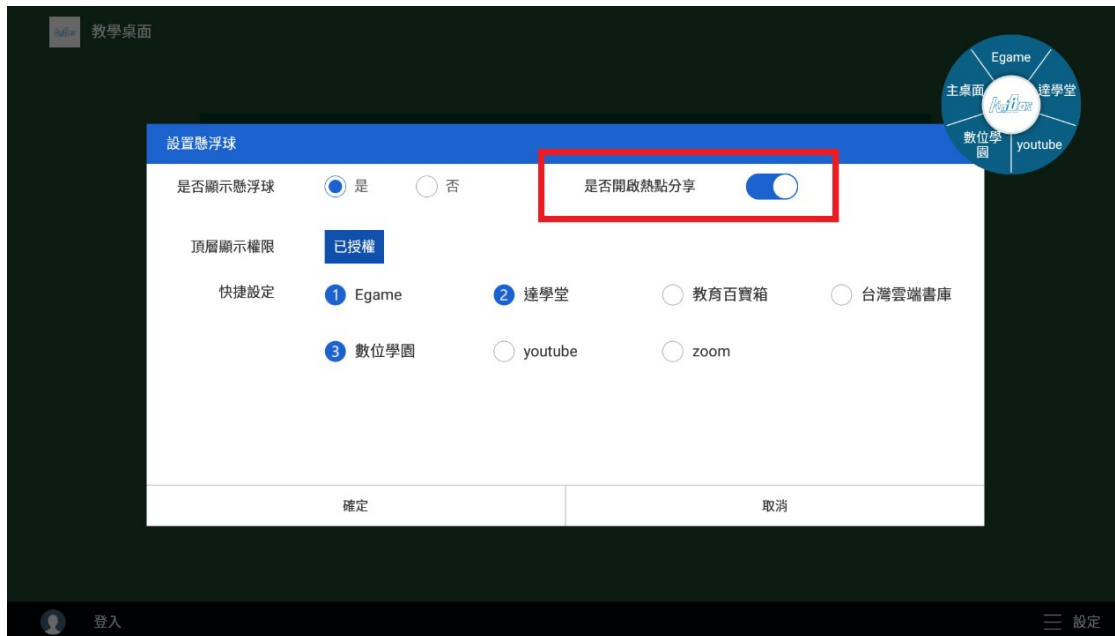 教學桌面
Egame
主桌面
達學堂
KnitBox
數位學園
youtube
設置懸浮球
是否顯示懸浮球 是 否 是否開啟熱點分享
頂層顯示權限 已授權
快捷設定 1 Egame 2 達學堂 教育百寶箱 台灣雲端書庫
3 數位學園 youtube zoom
確定 取消
登入 設定